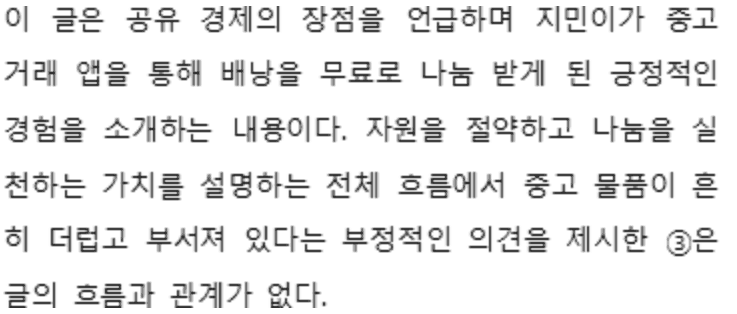 이 글은 공유 경제의 장점을 언급하며 지민이가 중고
거래 앱을 통해 배낭을 무료로 나눔 받게 된 긍정적인
경험을 소개하는 내용이다. 자원을 절약하고 나눔을 실
천하는 가치를 설명하는 전체 흐름에서 중고 물품이 흔
히 더럽고 부서져 있다는 부정적인 의견을 제시한 ③은
글의 흐름과 관계가 없다.